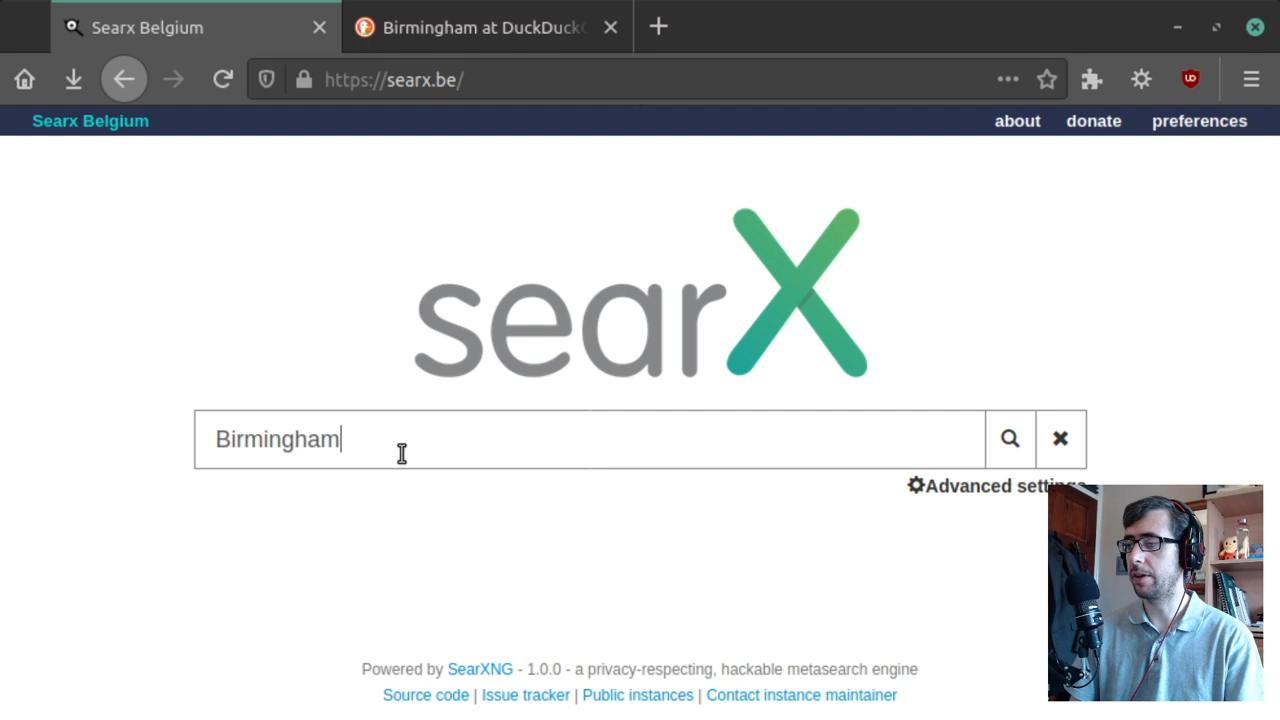 Searx Belgium
Birmingham at DuckDuck
https://searx.be/
Searx Belgium
about donate preferences
searX
Birmingham
Advanced settings
Powered by SearXNG - 1.0.0 - a privacy-respecting, hackable metasearch engine
Source code | Issue tracker | Public instances | Contact instance maintainer